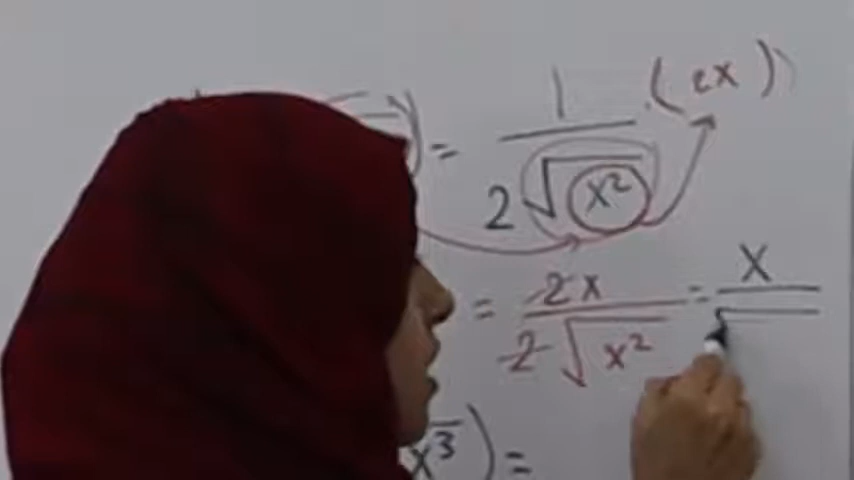 ) = 1 / 2√x² . (2x)
= 2x / 2√x² = x / √
x³) =